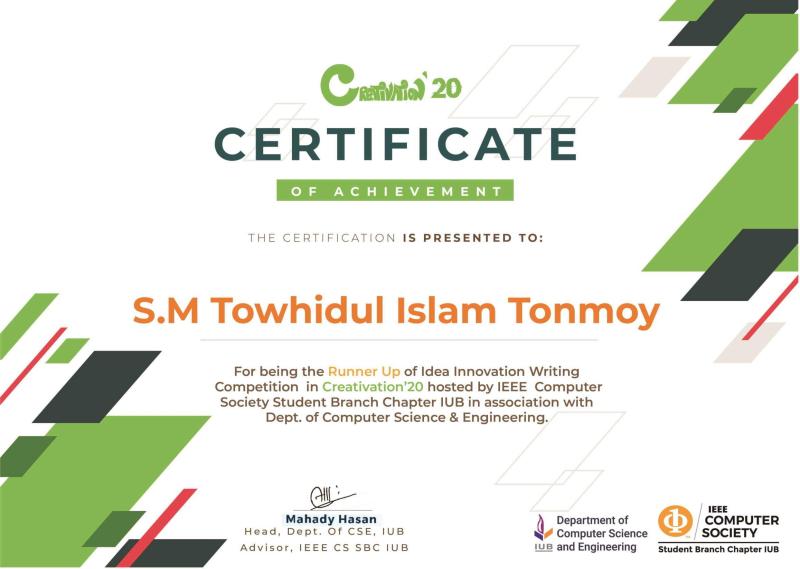 Creativation'20
CERTIFICATE
OF ACHIEVEMENT
THE CERTIFICATION IS PRESENTED TO:
S.M Towhidul Islam Tonmoy
For being the Runner Up of Idea Innovation Writing
Competition in Creativation'20 hosted by IEEE Computer
Society Student Branch Chapter IUB in association with
Dept. of Computer Science & Engineering.
Mahady Hasan
Head, Dept. Of CSE, IUB
Advisor, IEEE CS SBC IUB
IUB
Department of
Computer Science
and Engineering
IEEE
COMPUTER
SOCIETY
Student Branch Chapter IUB